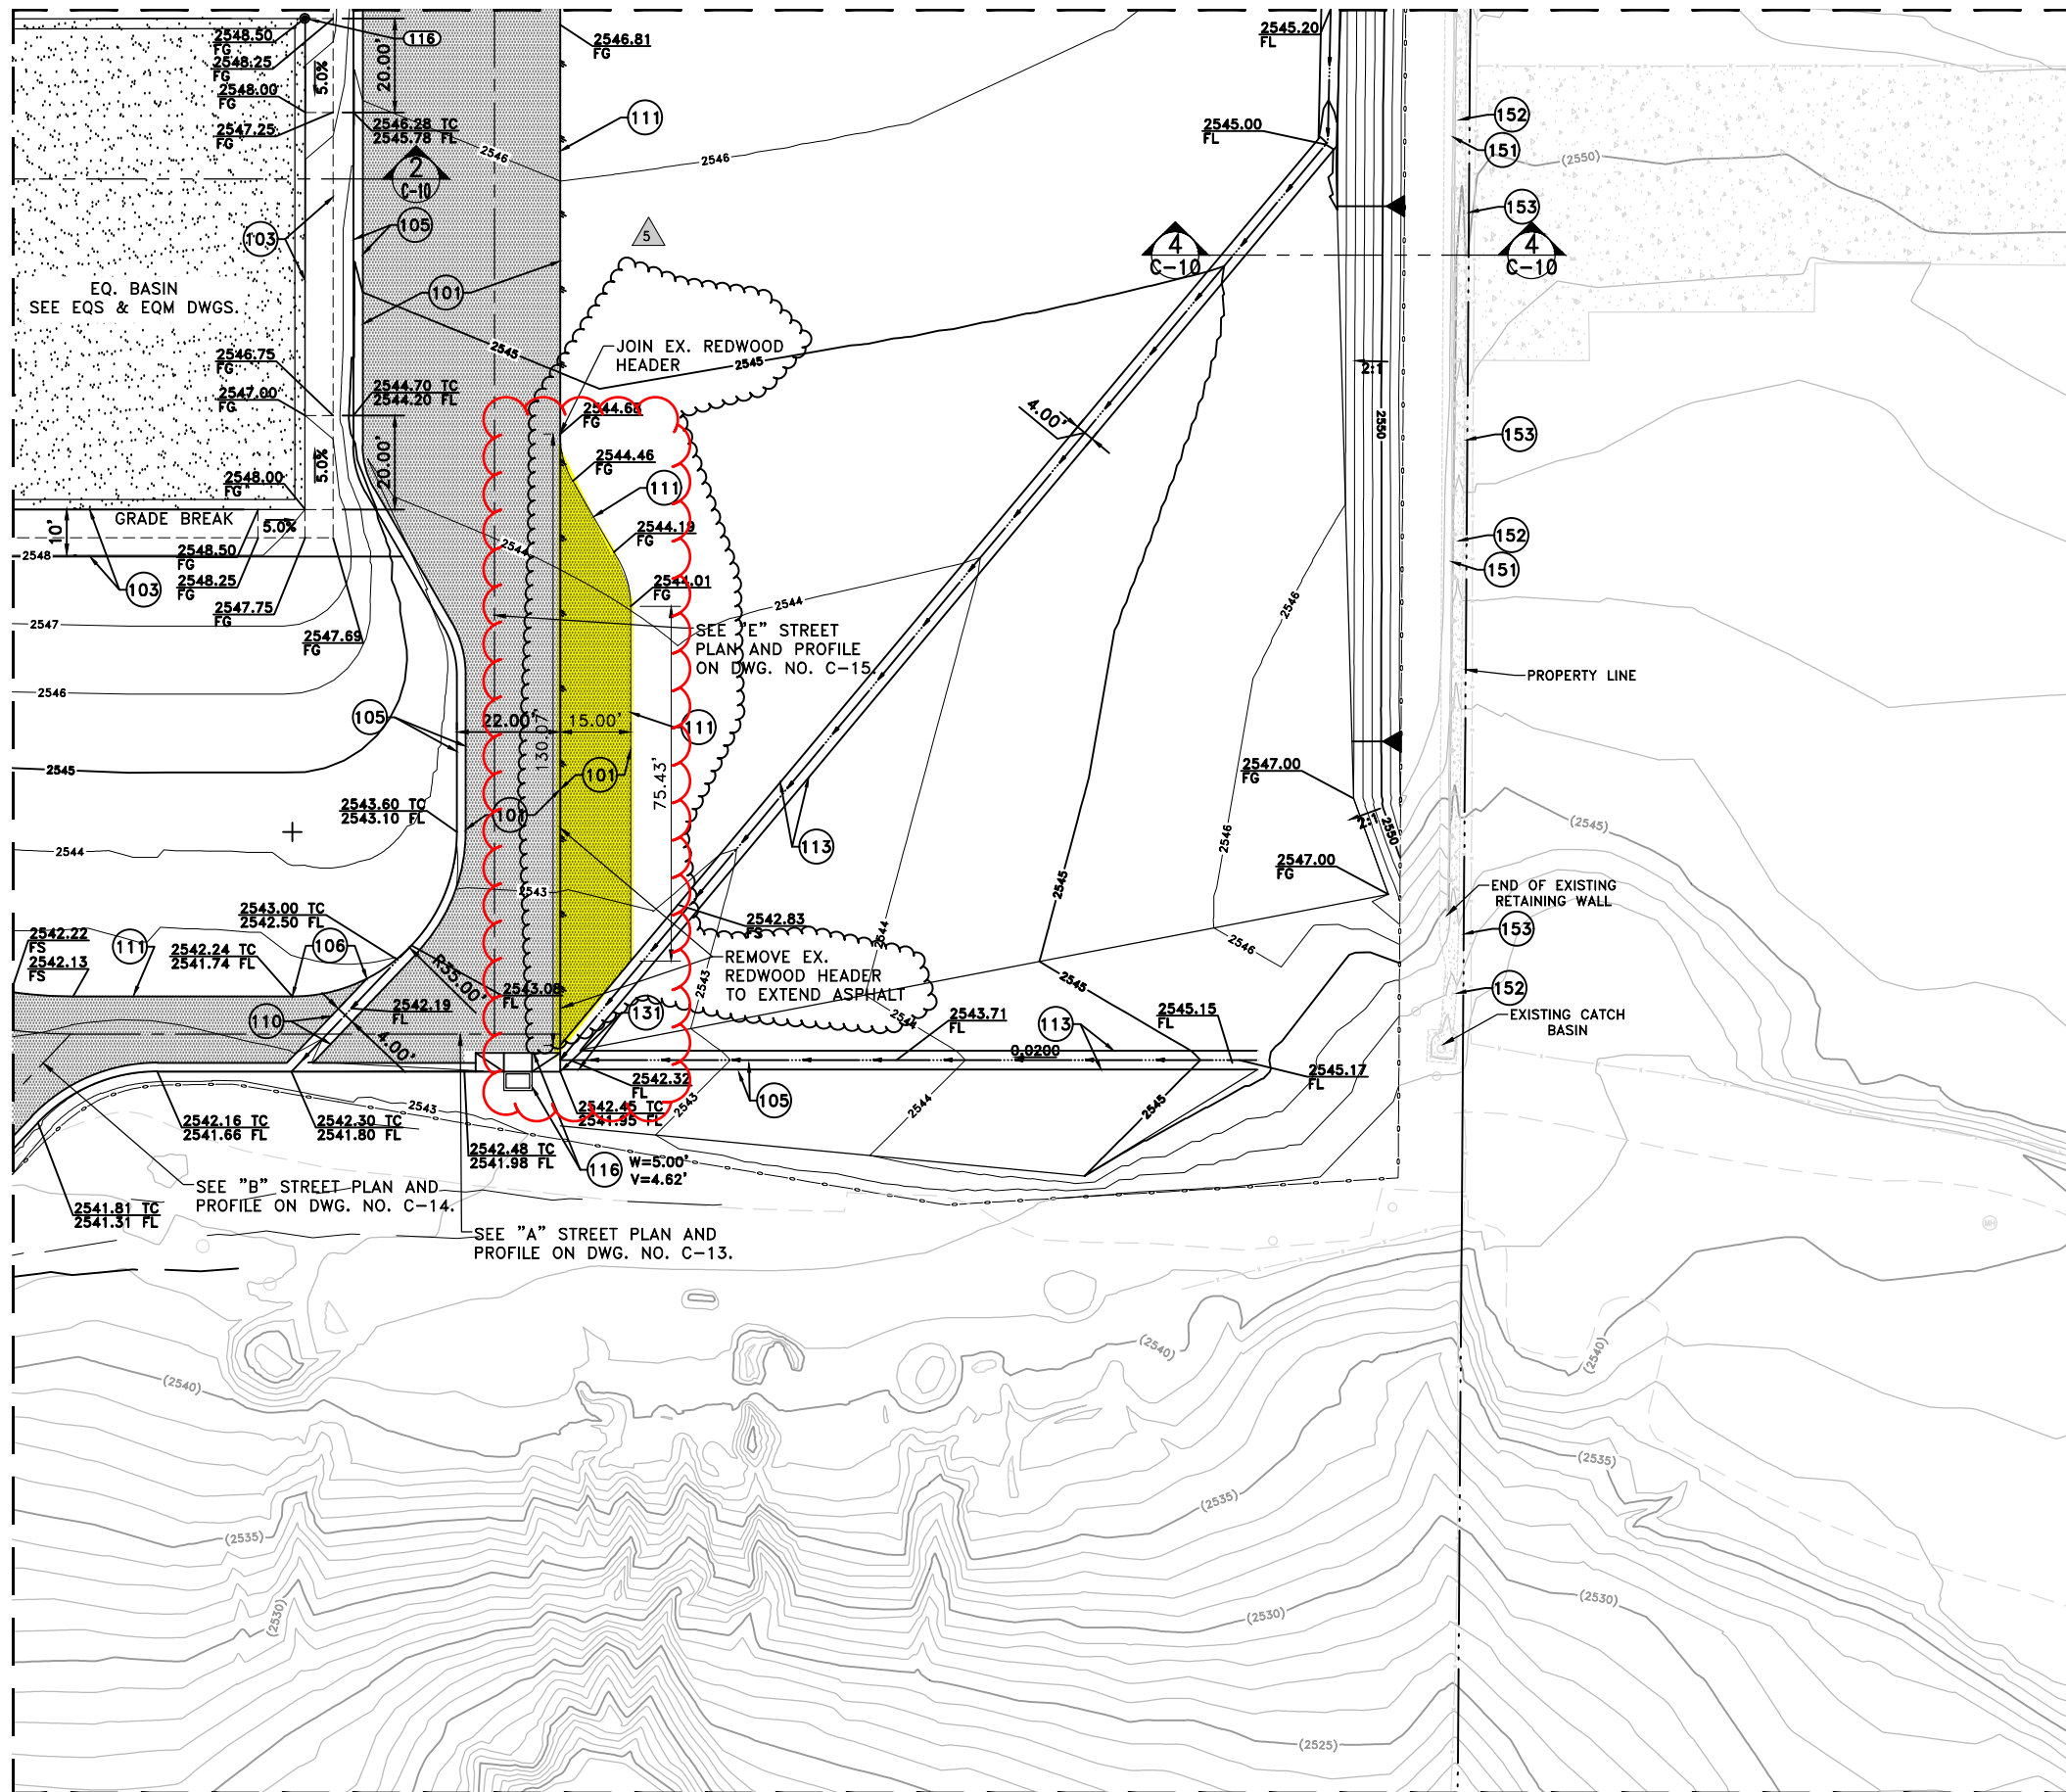 2548.50
FG
2548.25
FG
2548.00
FG
2547.25
FG
116
5.0%
20.00'
2546.28 TC
2545.78 FL
2
C-10
2546
2546.81
FG
111
2546
2545.20
FL
2545.00
FL
152
151
(2550)
153
4
C-10
4
C-10
103
105
5
101
EQ. BASIN
SEE EQS & EQM DWGS.
2545
JOIN EX. REDWOOD
HEADER
2545
2:1
2550
2546.75
FG
2547.00
FG
2544.70 TC
2544.20 FL
2544.68
FG
4.00'
153
5.0%
20.00'
2544.46
FG
111
2548.00
FG
GRADE BREAK
5.0%
10'
2548
2548.50
FG
2548.25
FG
103
2547.75
FG
2544
2544.19
FG
2544.01
FG
2544
152
151
2546
2547
2547.69
FG
SEE "E" STREET
PLAN AND PROFILE
ON DWG. NO. C-15.
PROPERTY LINE
2546
105
22.00'
15.00'
111
130.07'
75.43'
101
2545
2547.00
FG
2:1
2550
(2545)
2543.60 TC
2543.10 FL
101
113
2546
2544
2547.00
FG
2543
2545
END OF EXISTING
RETAINING WALL
2543.00 TC
2542.50 FL
2542.83
FS
2544
2546
153
2542.22
FS
2542.13
FS
111
2542.24 TC
2541.74 FL
106
R35.00'
REMOVE EX.
REDWOOD HEADER
TO EXTEND ASPHALT
2543
2545
2543.08
FL
152
110
2542.19
FL
4.00'
131
2544
2543.71
FL
113
2545.15
FL
EXISTING CATCH
BASIN
0.0200
2545.17
FL
2542.32
FL
105
2543
2543
2542.45 TC
2541.95 FL
2544
2545
2542.16 TC
2541.66 FL
2542.30 TC
2541.80 FL
2542.48 TC
2541.98 FL
116
W=5.00'
V=4.62'
SEE "B" STREET PLAN AND
PROFILE ON DWG. NO. C-14.
2541.81 TC
2541.31 FL
SEE "A" STREET PLAN AND
PROFILE ON DWG. NO. C-13.
MH
(2540)
(2540)
(2540)
(2535)
(2535)
(2535)
(2530)
(2530)
(2530)
(2525)